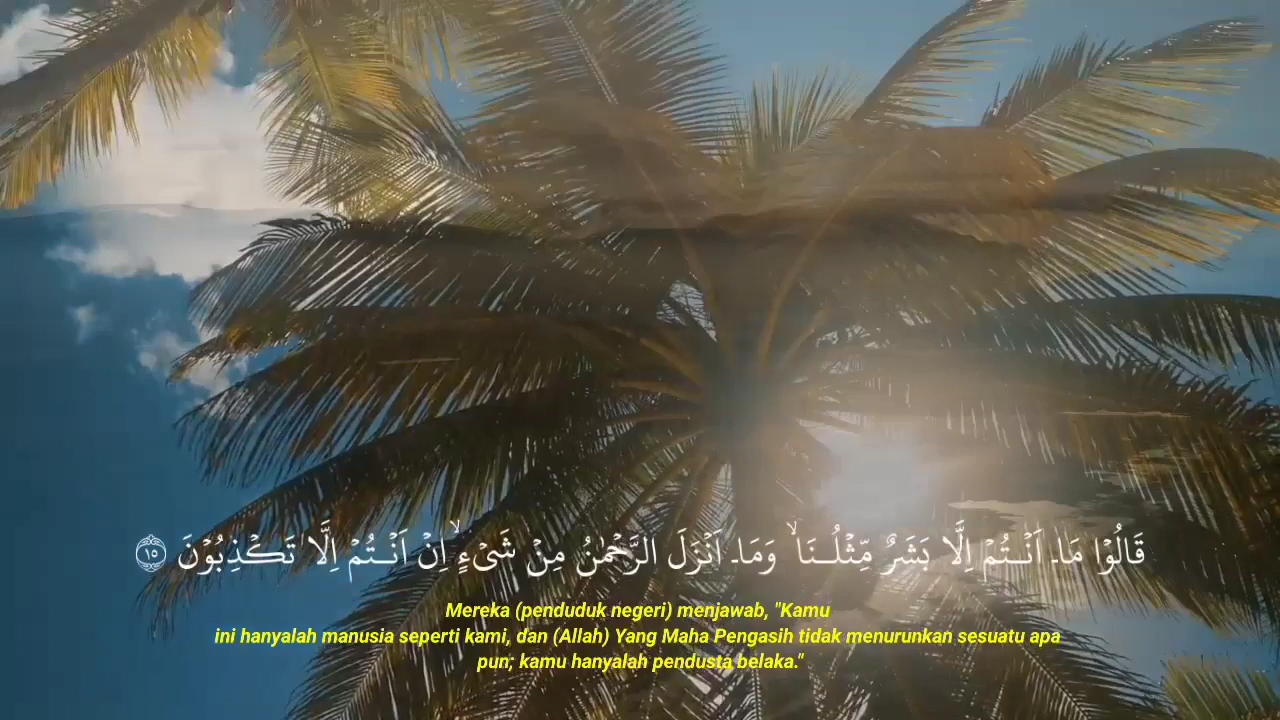 قَالُوْا مَآ اَنْتُمْ اِلَّا بَشَرٌ مِّثْلُنَاۙ وَمَآ اَنْزَلَ الرَّحْمٰنُ مِنْ شَيْءٍۙ اِنْ اَنْتُمْ اِلَّا تَكْذِبُوْنَ ١٥
Mereka (penduduk negeri) menjawab, "Kamu
ini hanyalah manusia seperti kami, dan (Allah) Yang Maha Pengasih tidak menurunkan sesuatu apa
pun; kamu hanyalah pendusta belaka."